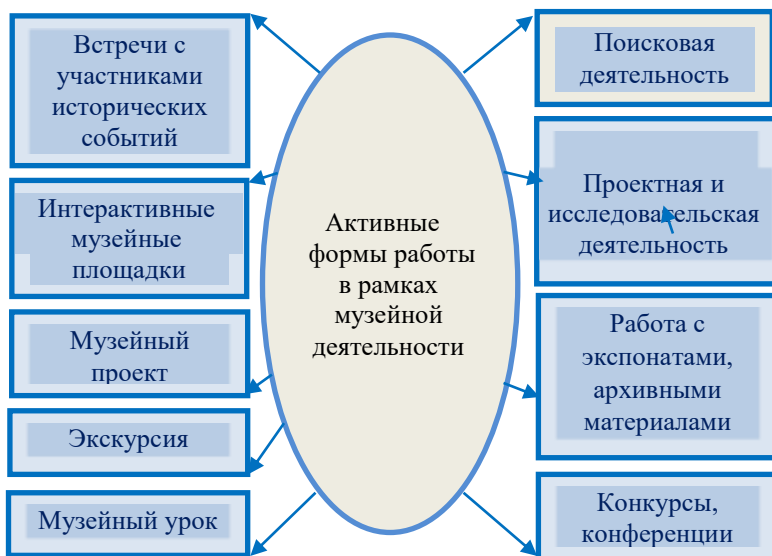 Встречи с
участниками
исторических
событий
Интерактивные
музейные
площадки
Музейный
проект
Экскурсия
Музейный урок
Активные
формы работы
в рамках
музейной
деятельности
Поисковая
деятельность
Проектная и
исследовательская
деятельность
Работа с
экспонатами,
архивными
материалами
Конкурсы,
конференции